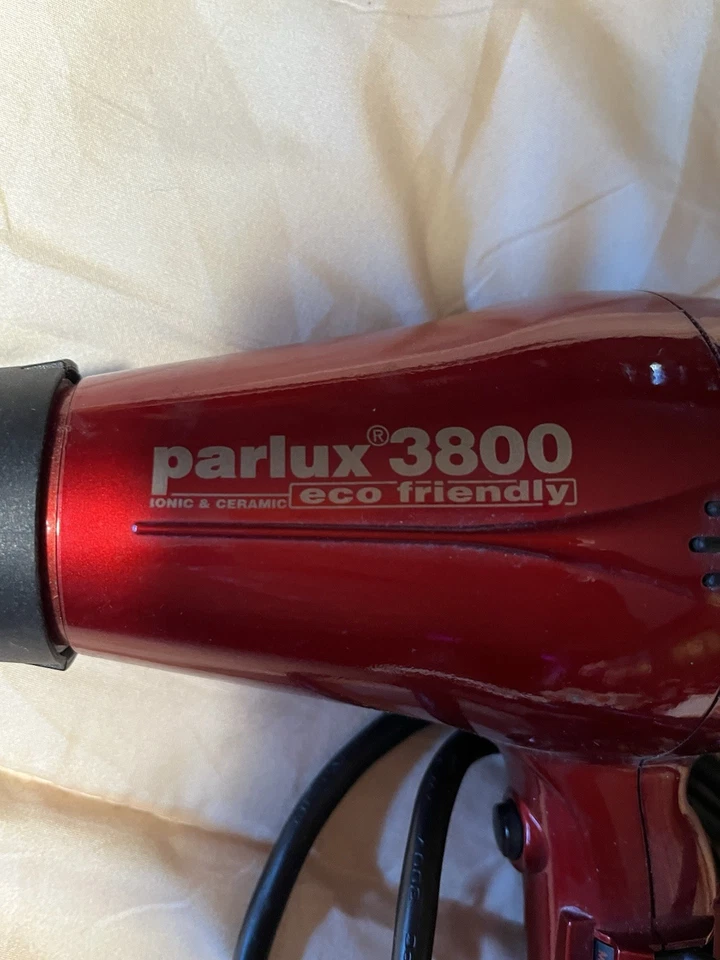 parlux® 3800
IONIC & CERAMIC eco friendly